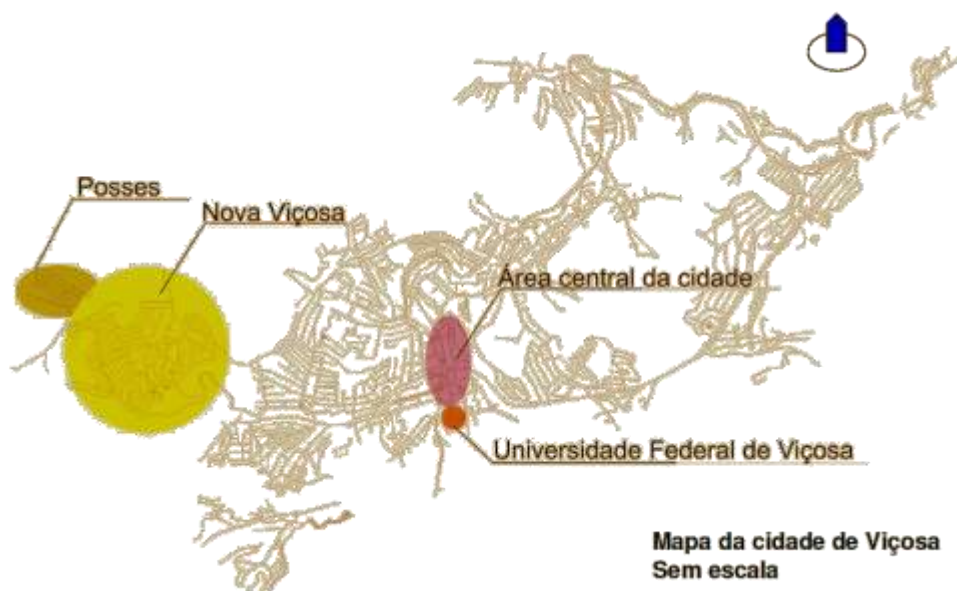 Posses
Nova Viçosa
Área central da cidade
Universidade Federal de Viçosa
Mapa da cidade de Viçosa
Sem escala